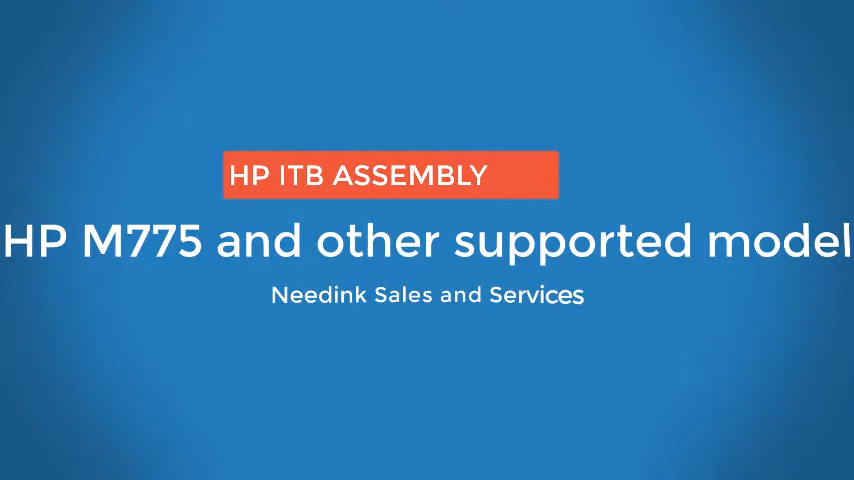 HP ITB ASSEMBLY
HP M775 and other supported model
Needink Sales and Services